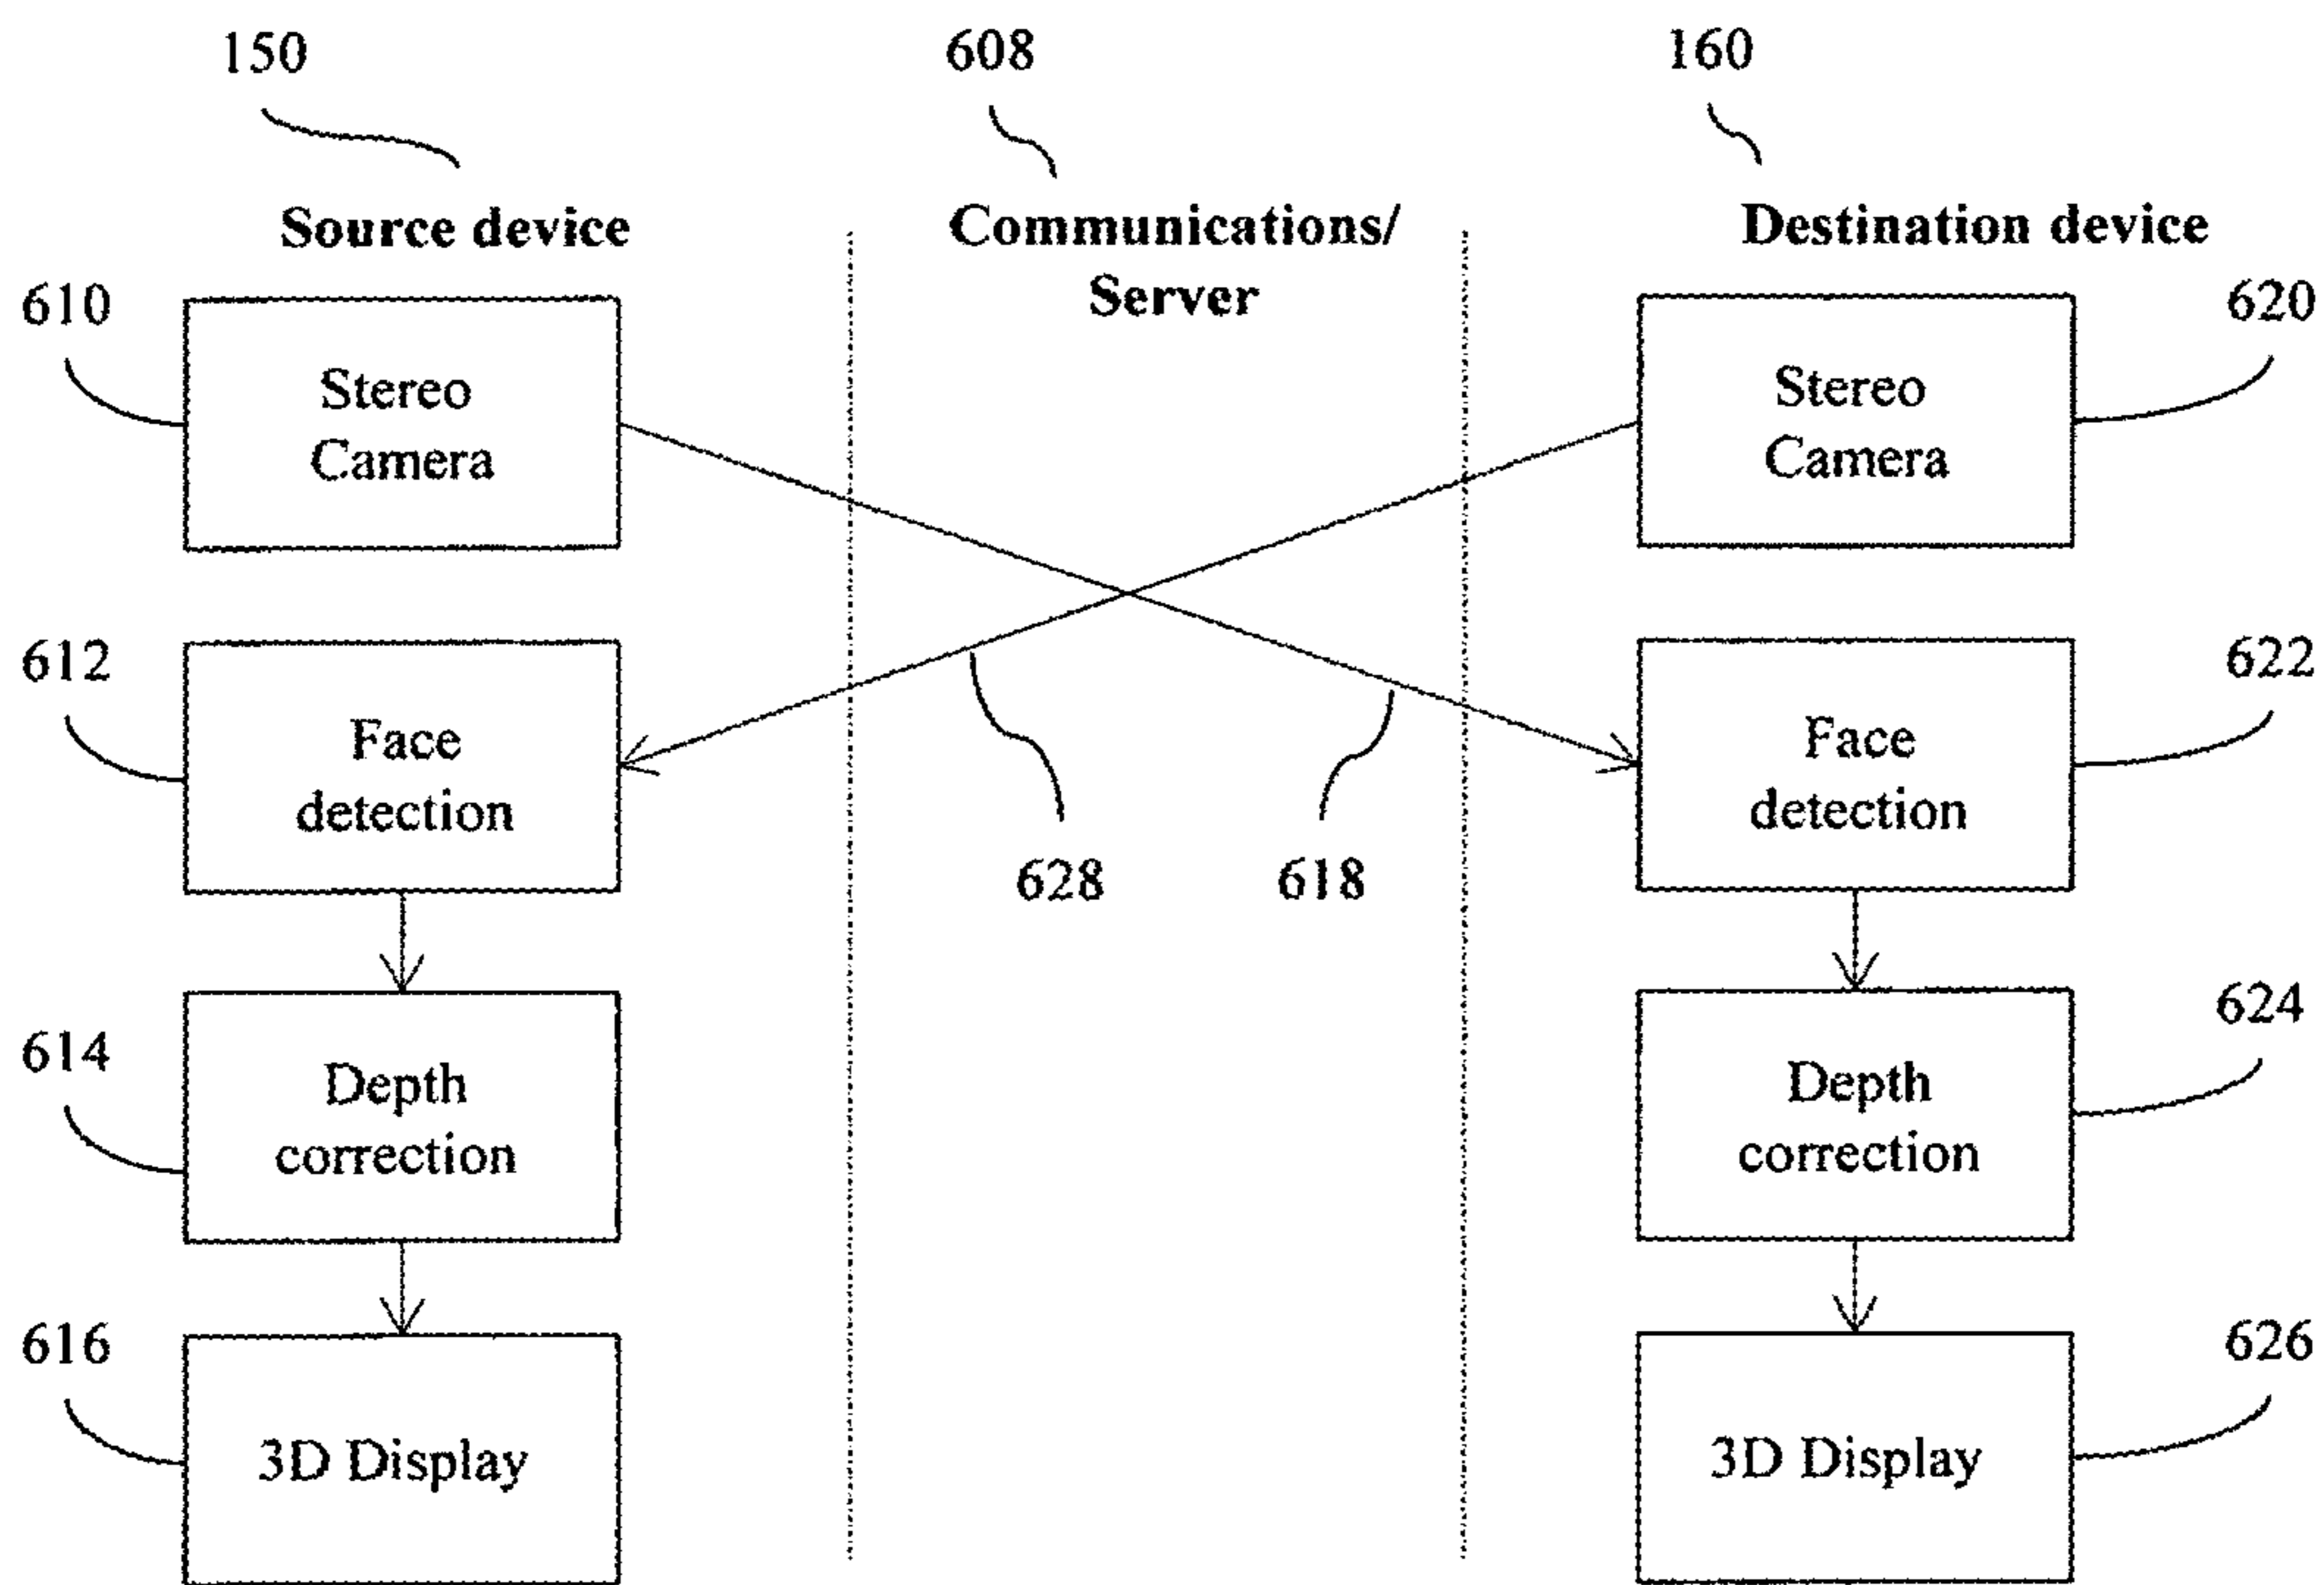 150
608
160
Source device
Communications/
Server
Destination device
610
Stereo
Camera
Stereo
Camera
620
612
Face
detection
Face
detection
622
628
618
614
Depth
correction
Depth
correction
624
616
3D Display
3D Display
626